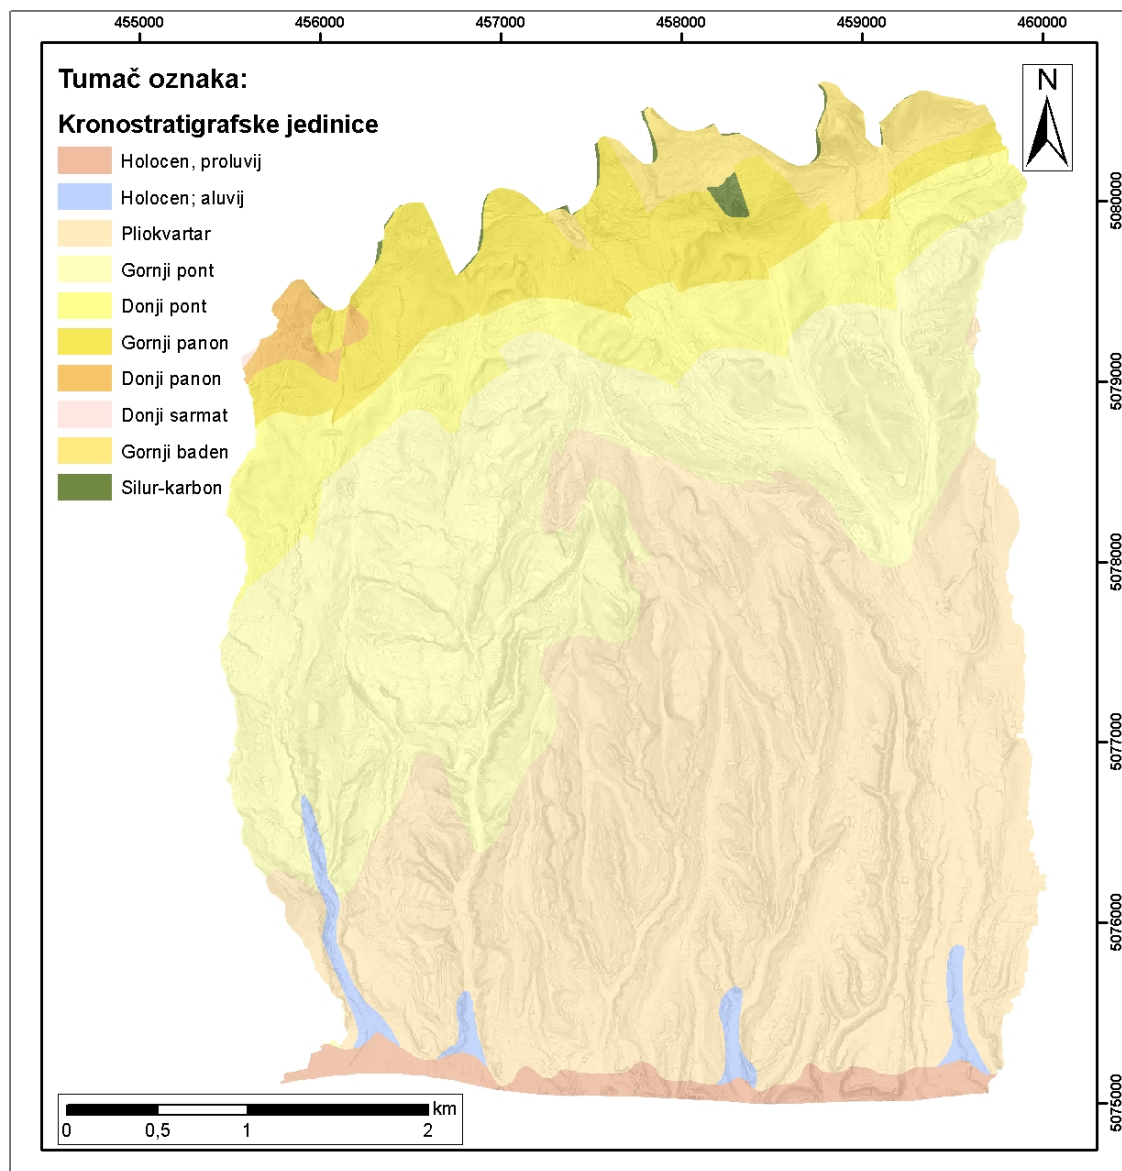 455000 456000 457000 458000 459000 460000
Tumač oznaka:
Kronostratigrafske jedinice
Holocen, proluvij
Holocen; aluvij
Pliokvartar
Gornji pont
Donji pont
Gornji panon
Donji panon
Donji sarmat
Gornji baden
Silur-karbon
N
5080000
5079000
5078000
5077000
5076000
5075000
km
0 0,5 1 2